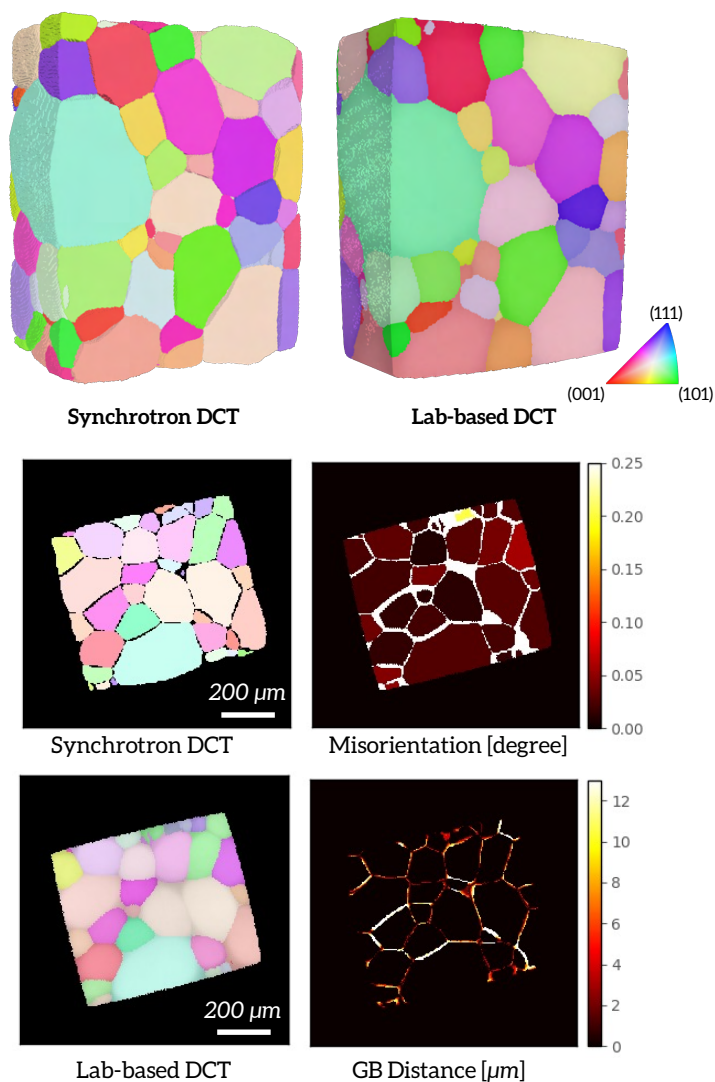 (111)
(001)
(101)
Synchrotron DCT
Lab-based DCT
0.25
0.20
0.15
0.10
0.05
0.00
200 µm
Synchrotron DCT
Misorientation [degree]
12
10
8
6
4
2
0
200 µm
Lab-based DCT
GB Distance [µm]